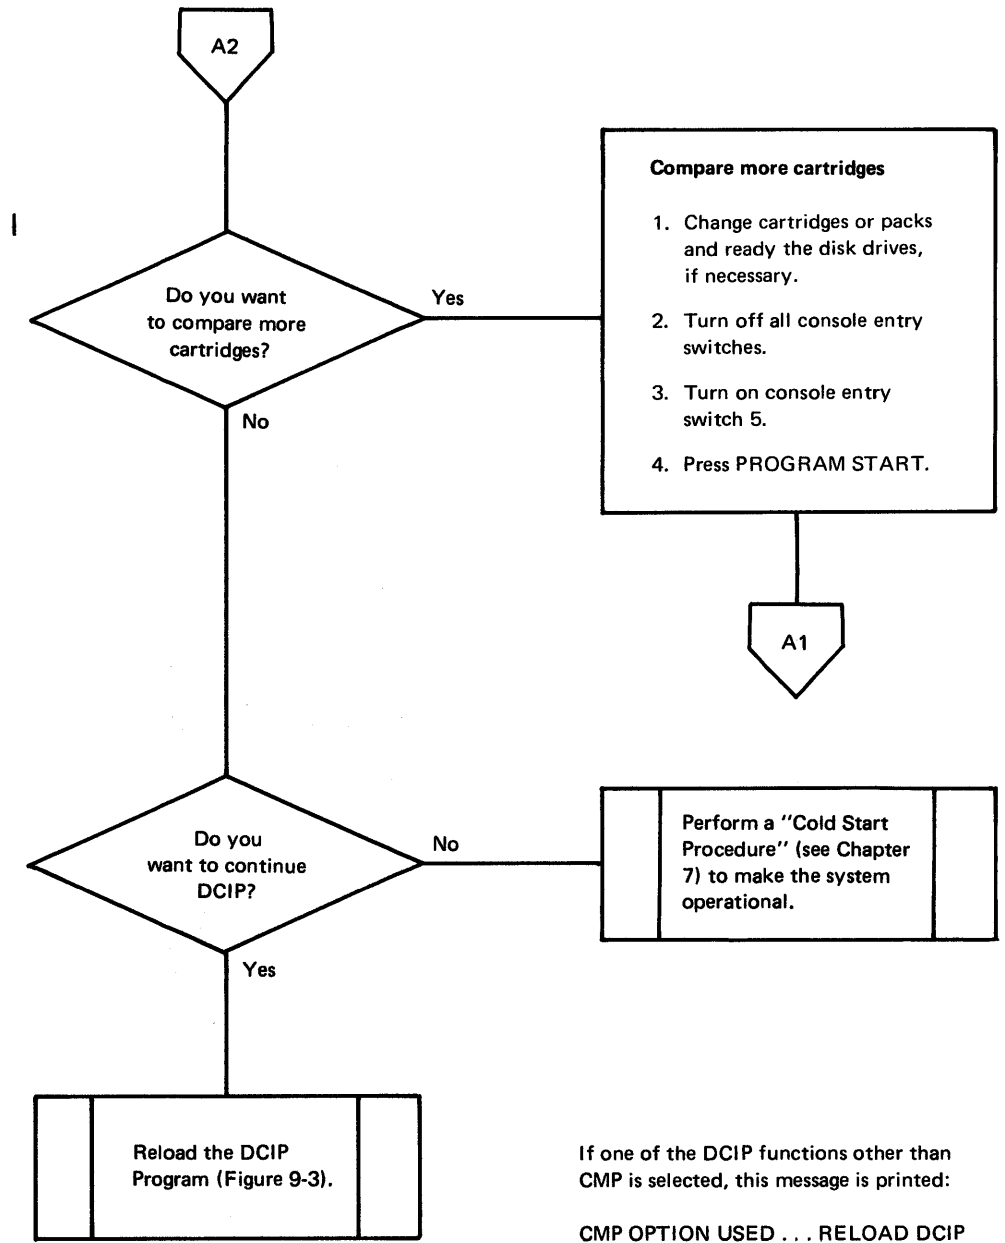 A2
Do you want
to compare more
cartridges?
Yes
No
Compare more cartridges
1. Change cartridges or packs
and ready the disk drives,
if necessary.
2. Turn off all console entry
switches.
3. Turn on console entry
switch 5.
4. Press PROGRAM START.
A1
Do you
want to continue
DCIP?
No
Yes
Perform a "Cold Start
Procedure" (see Chapter
7) to make the system
operational.
Reload the DCIP
Program (Figure 9-3).
If one of the DCIP functions other than
CMP is selected, this message is printed:
CMP OPTION USED . . . RELOAD DCIP